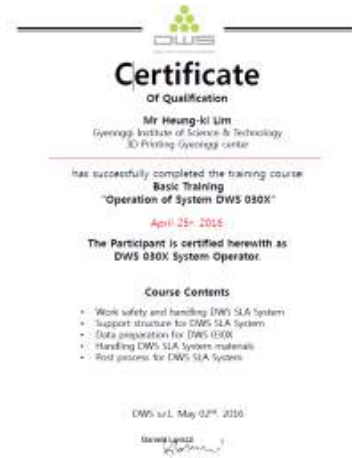 DWS
Certificate
Of Qualification
Mr Heung-ki Lim
Gyeonggi Institute of Science & Technology
3D Printing Gyeonggi center
has successfully completed the training course:
Basic Training
"Operation of System DWS 030X"
April 25th 2016
The Participant is certified herewith as
DWS 030X System Operator.
Course Contents
• Work safety and handling DWS SLA System
• Support structure for DWS SLA System
• Data preparation for DWS 030X
• Handling DWS SLA System materials
• Post process for DWS SLA System
DWS s.r.l. May 02nd, 2016